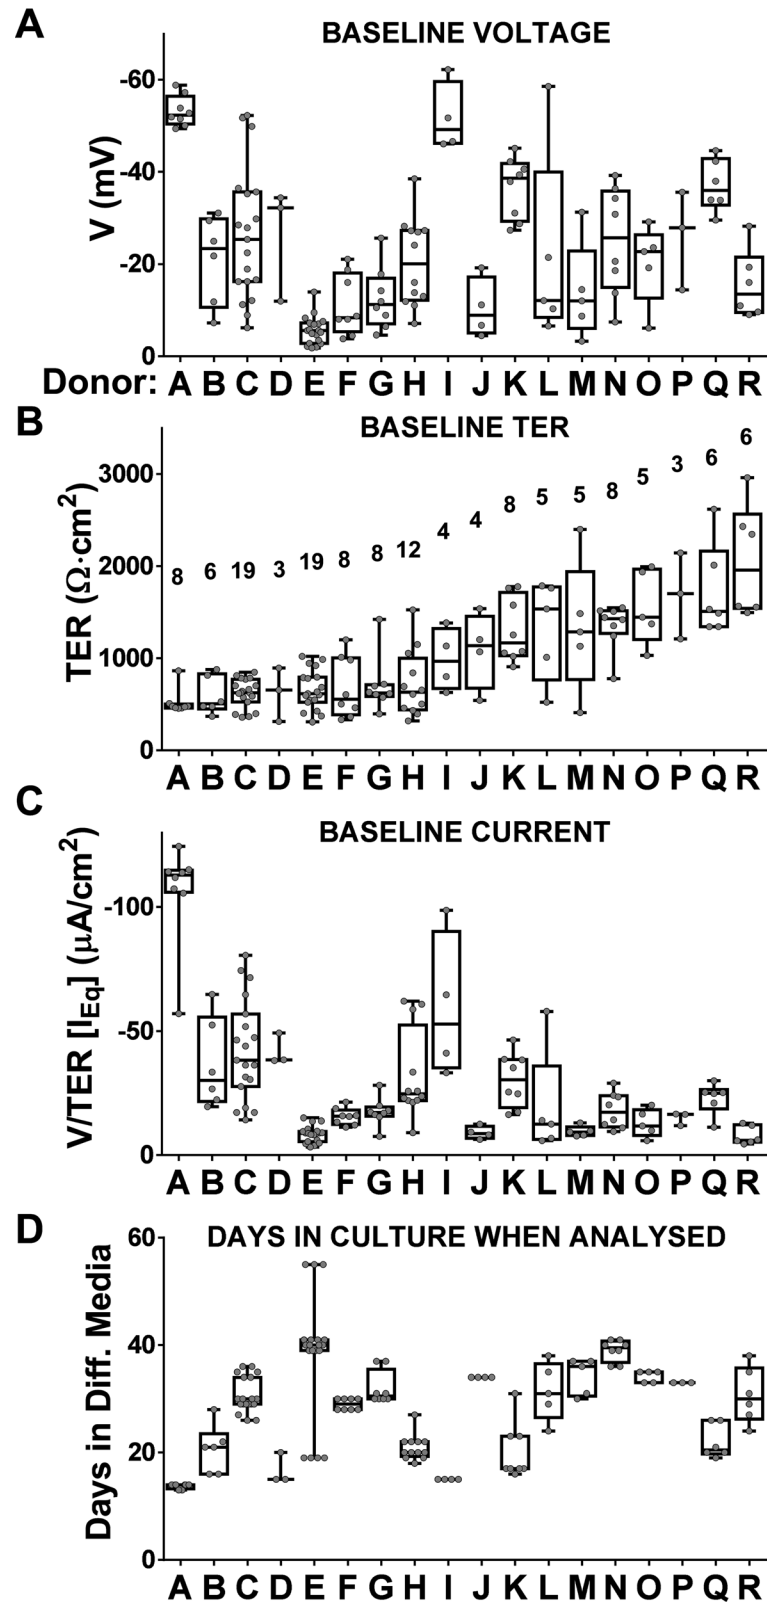 A
BASELINE VOLTAGE
V (mV)
-60
-40
-20
0
Donor: A B C D E F G H I J K L M N O P Q R
B
BASELINE TER
TER (Ω·cm²)
3000
2000
1000
0
8 6 19 3 19 8 8 12 4 4 8 5 5 8 5 3 6 6
A B C D E F G H I J K L M N O P Q R
C
BASELINE CURRENT
V/TER [I_Eq] (µA/cm²)
-100
-50
0
A B C D E F G H I J K L M N O P Q R
D
DAYS IN CULTURE WHEN ANALYSED
Days in Diff. Media
60
40
20
0
A B C D E F G H I J K L M N O P Q R